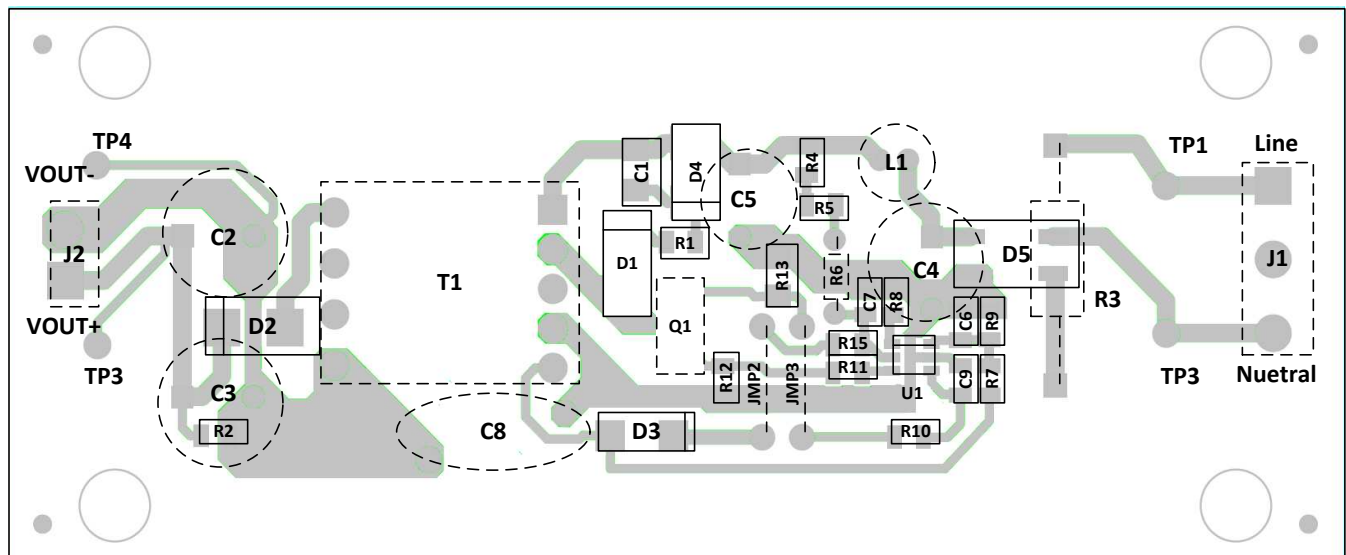 TP4
TP1
Line
VOUT-
C1
D4
C5
R4
L1
R5
J2
C2
D1
R1
R13
R6
C4
D5
J1
T1
R3
VOUT+
D2
Q1
C7
R8
C6
R9
TP3
R15
R11
U1
C9
R7
TP3
Nuetral
C3
R12
JMP2
JMP3
R2
C8
D3
R10